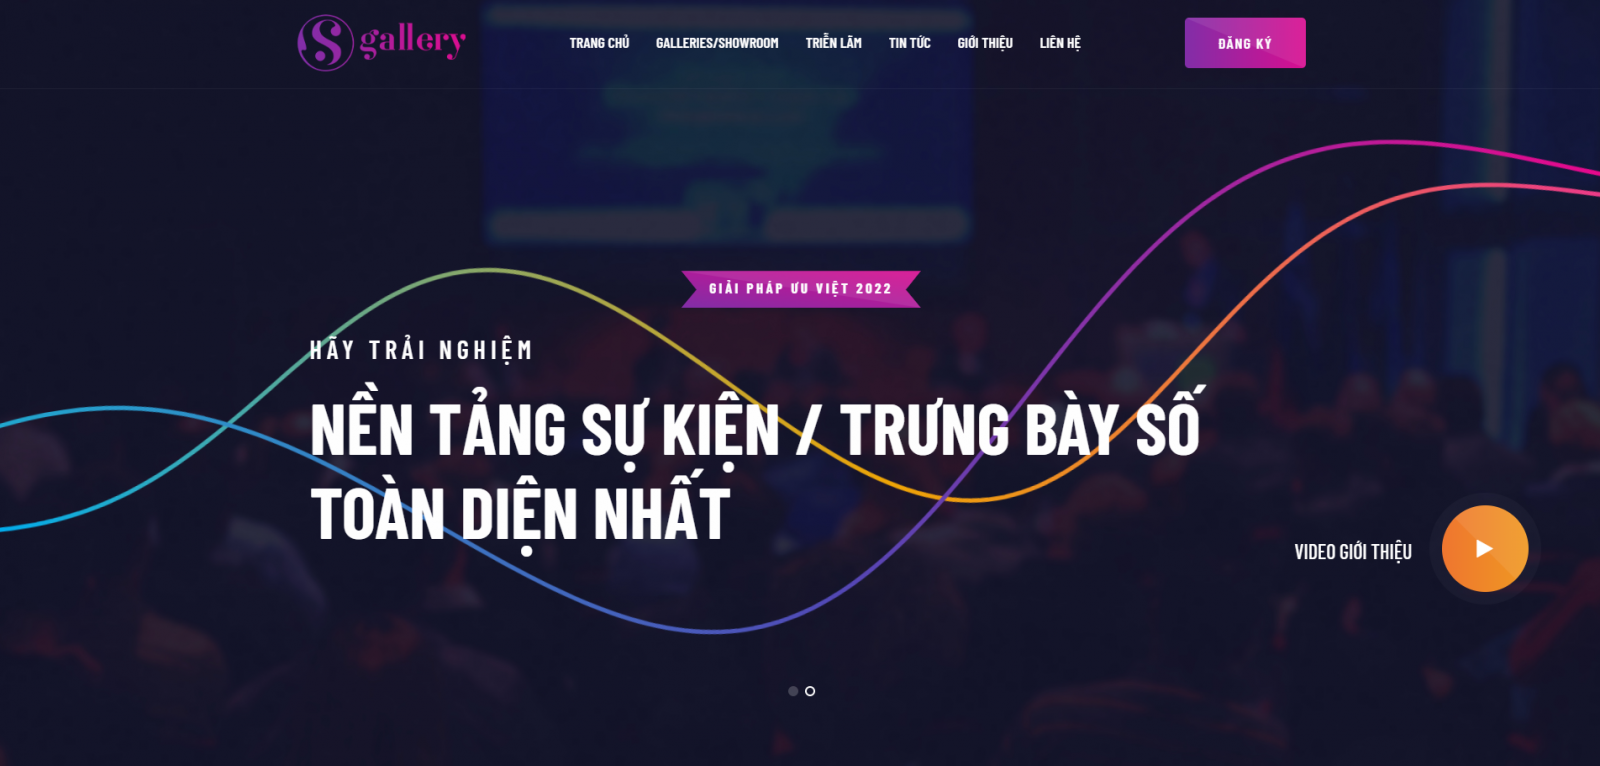 S gallery
TRANG CHỦ GALLERIES/SHOWROOM TRIỄN LÃM TIN TỨC GIỚI THIỆU LIÊN HỆ ĐĂNG KÝ
GIẢI PHÁP ƯU VIỆT 2022
HÃY TRẢI NGHIỆM
NỀN TẢNG SỰ KIỆN / TRƯNG BÀY SỐ
TOÀN DIỆN NHẤT
VIDEO GIỚI THIỆU